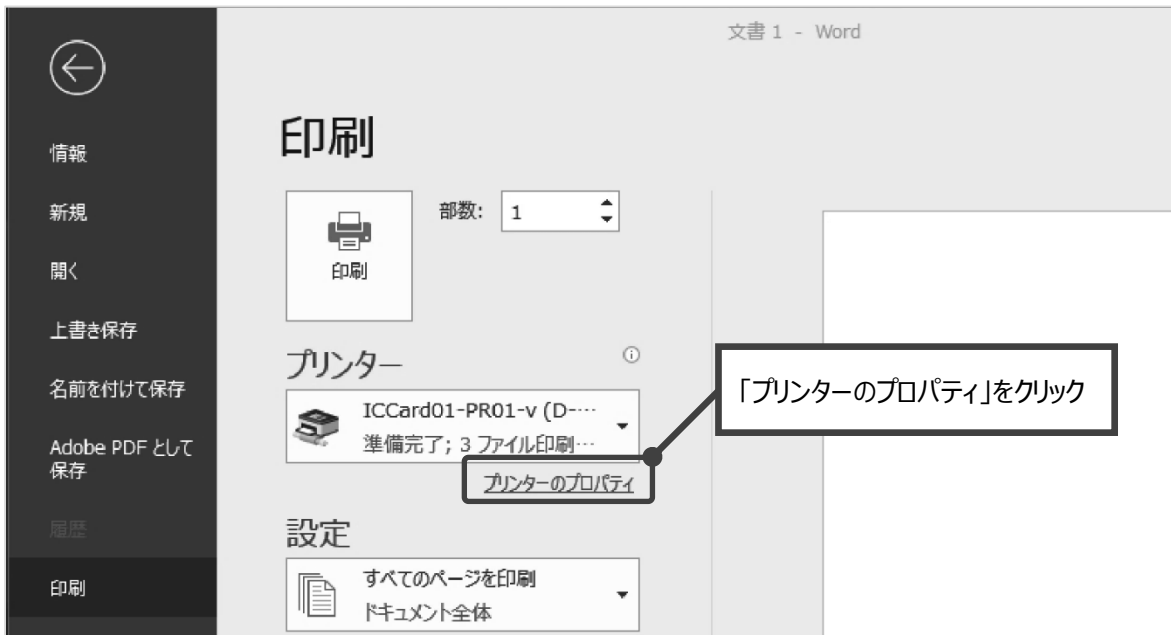 文書 1 - Word
情報
新規
開く
上書き保存
名前を付けて保存
Adobe PDF として
保存
履歴
印刷
印刷
印刷
部数: 1
プリンター
ICCard01-PR01-v (D-…
準備完了; 3 ファイル印刷…
プリンターのプロパティ
設定
すべてのページを印刷
ドキュメント全体
「プリンターのプロパティ」をクリック